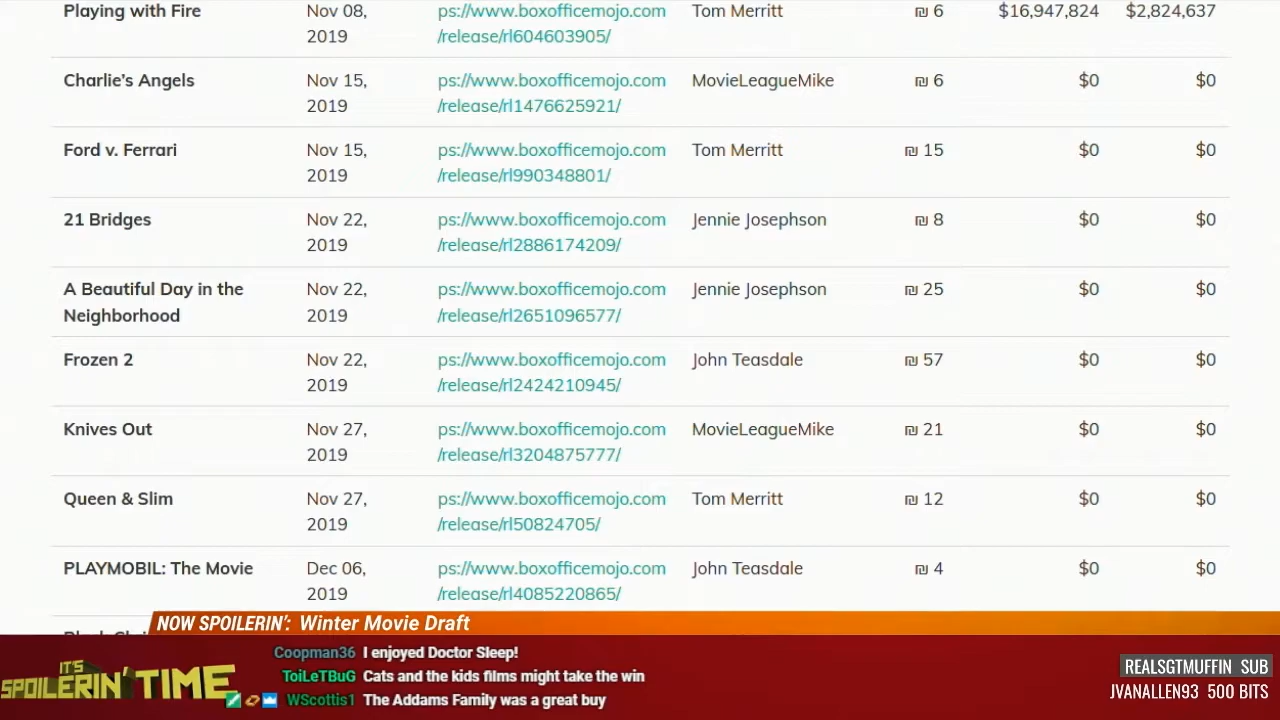 Playing with Fire Nov 08, ps://www.boxofficemojo.com Tom Merritt ₪ 6 $16,947,824 $2,824,637
2019 /release/rl604603905/
Charlie’s Angels Nov 15, ps://www.boxofficemojo.com MovieLeagueMike ₪ 6 $0 $0
2019 /release/rl1476625921/
Ford v. Ferrari Nov 15, ps://www.boxofficemojo.com Tom Merritt ₪ 15 $0 $0
2019 /release/rl990348801/
21 Bridges Nov 22, ps://www.boxofficemojo.com Jennie Josephson ₪ 8 $0 $0
2019 /release/rl2886174209/
A Beautiful Day in the Nov 22, ps://www.boxofficemojo.com Jennie Josephson ₪ 25 $0 $0
Neighborhood 2019 /release/rl2651096577/
Frozen 2 Nov 22, ps://www.boxofficemojo.com John Teasdale ₪ 57 $0 $0
2019 /release/rl2424210945/
Knives Out Nov 27, ps://www.boxofficemojo.com MovieLeagueMike ₪ 21 $0 $0
2019 /release/rl3204875777/
Queen & Slim Nov 27, ps://www.boxofficemojo.com Tom Merritt ₪ 12 $0 $0
2019 /release/rl50824705/
PLAYMOBIL: The Movie Dec 06, ps://www.boxofficemojo.com John Teasdale ₪ 4 $0 $0
2019 /release/rl4085220865/
NOW SPOILERIN': Winter Movie Draft
IT'S
SPOILERIN' TIME
Coopman36 I enjoyed Doctor Sleep!
ToiLeTBuG Cats and the kids films might take the win
WScottis1 The Addams Family was a great buy
REALSGTMUFFIN SUB
JVANALLEN93 500 BITS